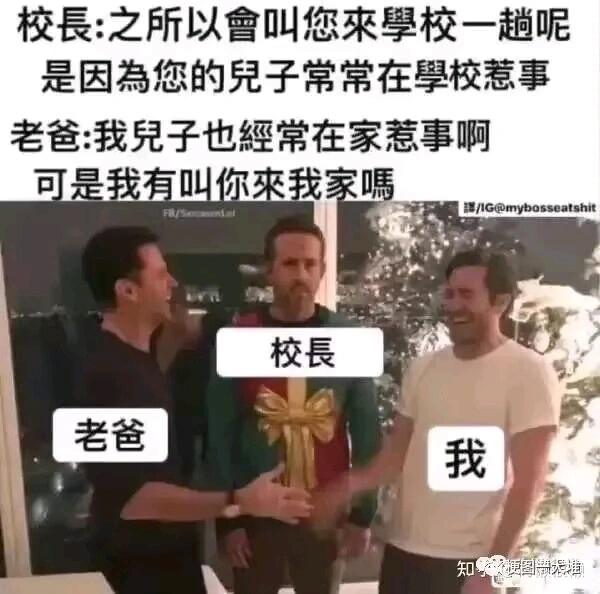 校長:之所以會叫您來學校一趟呢
是因為您的兒子常常在學校惹事
老爸:我兒子也經常在家惹事啊
可是我有叫你來我家嗎
譯/IG@mybosseatshit
校長
老爸
我